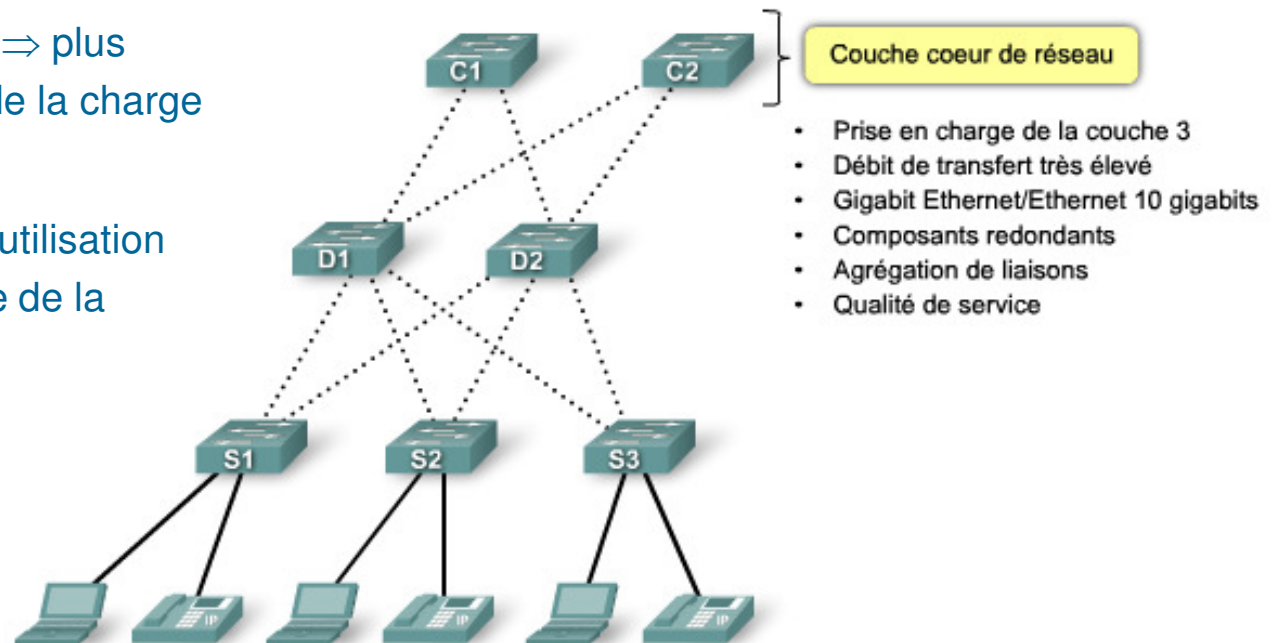 ⇒ plus
de la charge
utilisation
e de la
C1
C2
Couche coeur de réseau
• Prise en charge de la couche 3
• Débit de transfert très élevé
• Gigabit Ethernet/Ethernet 10 gigabits
• Composants redondants
• Agrégation de liaisons
• Qualité de service
D1
D2
S1
S2
S3
IP
IP
IP